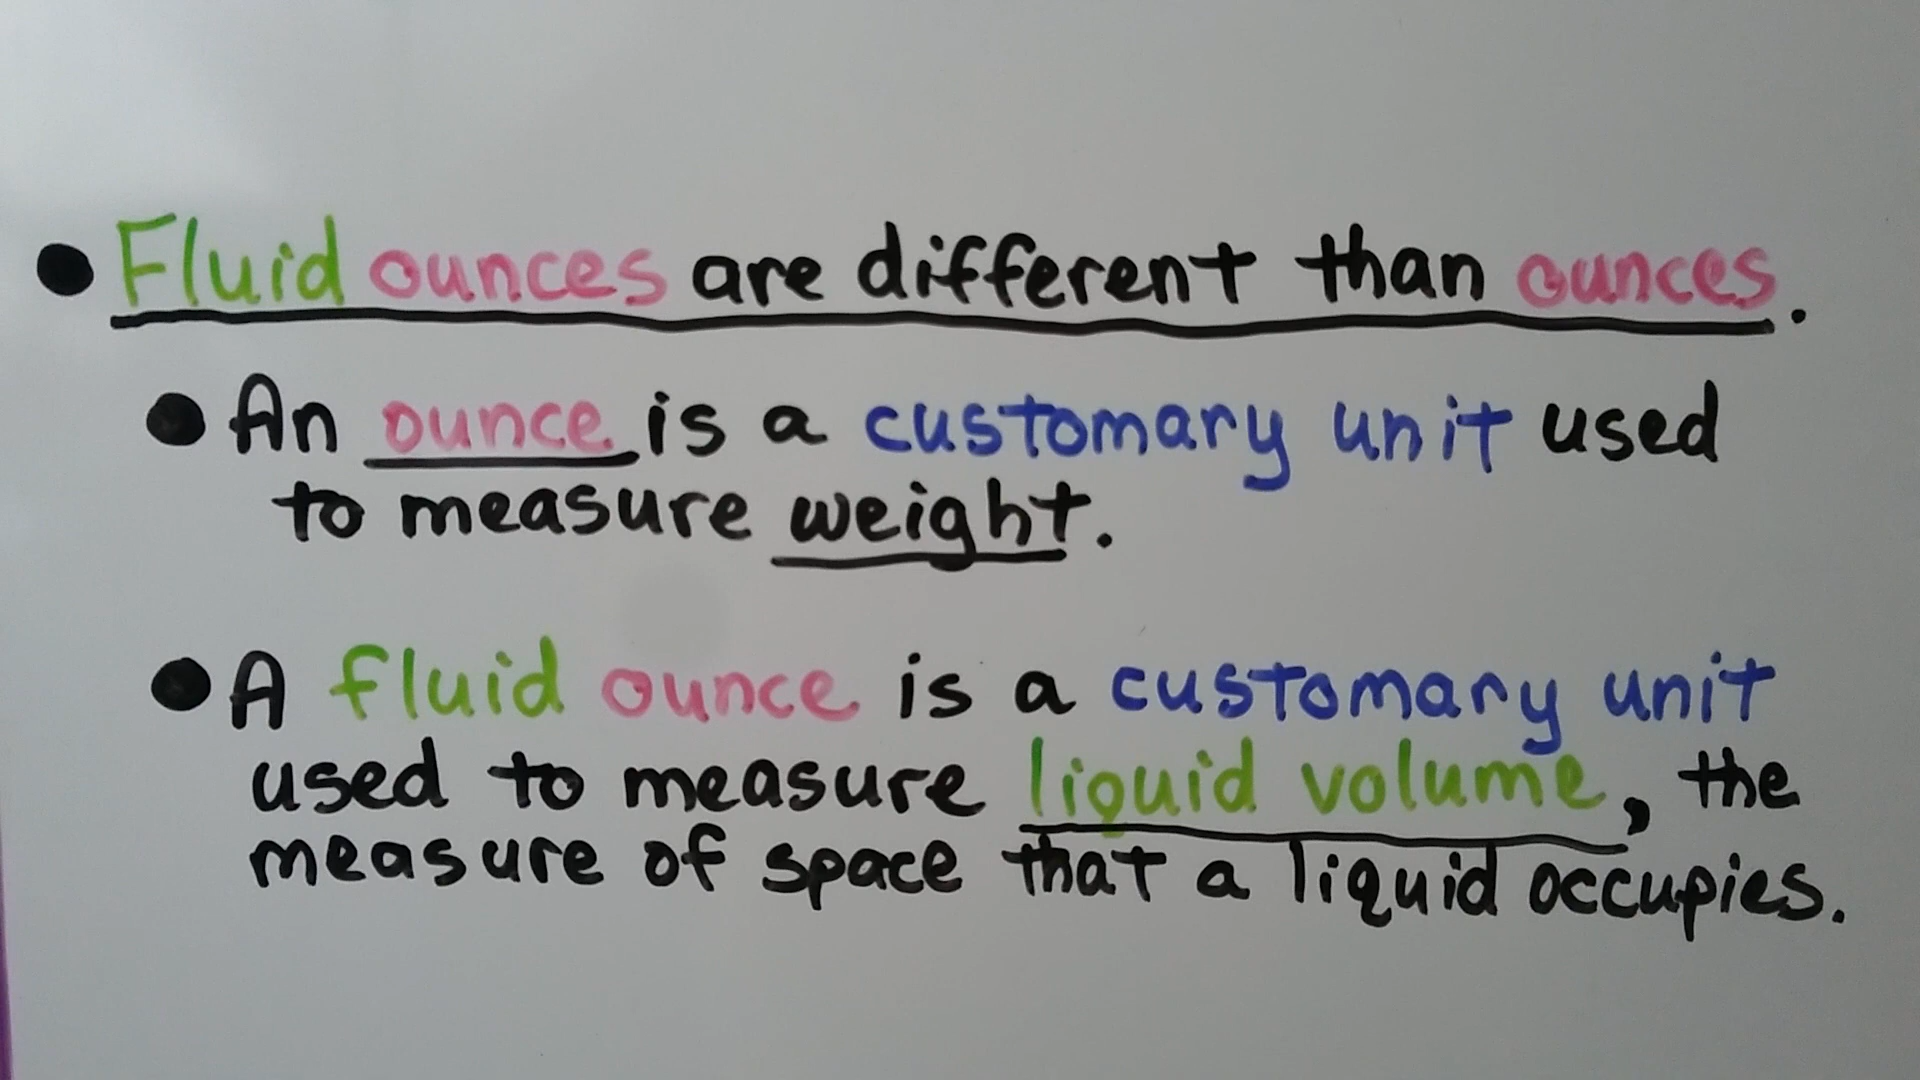 ● Fluid ounces are different than ounces.
● An ounce is a customary unit used
to measure weight.
● A fluid ounce is a customary unit
used to measure liquid volume, the
measure of space that a liquid occupies.